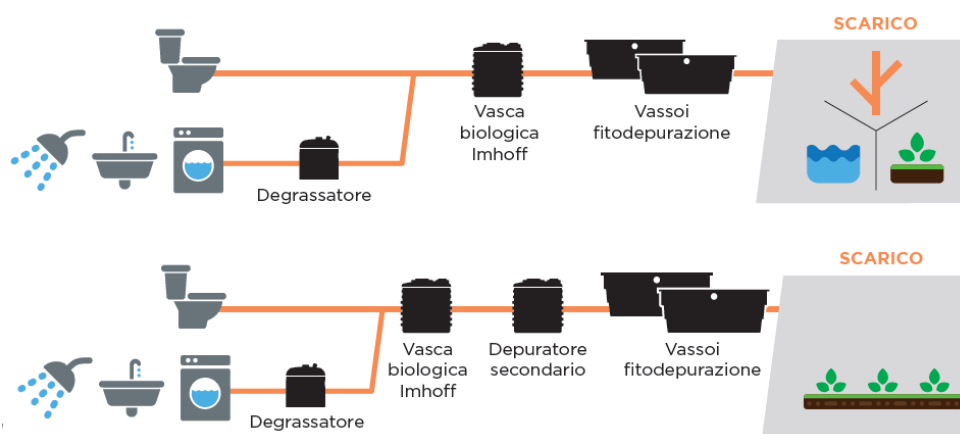 SCARICO
Vasca
biologica
Imhoff
Vassoi
fitodepurazione
Degrassatore
SCARICO
Vasca
biologica
Imhoff
Depuratore
secondario
Vassoi
fitodepurazione
Degrassatore